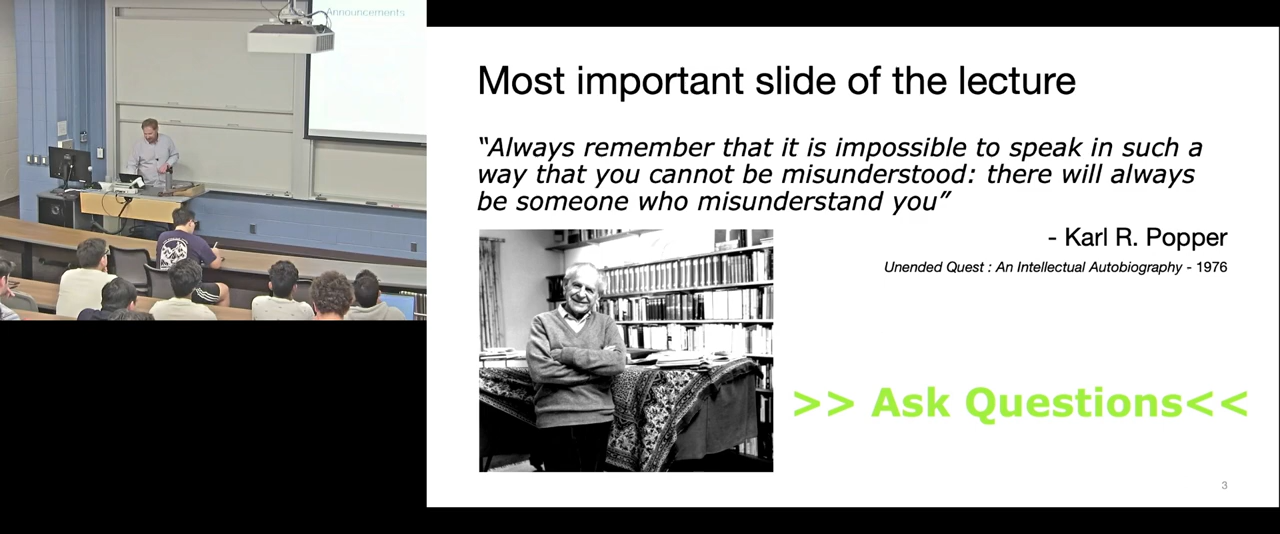 Announcements
Most important slide of the lecture
“Always remember that it is impossible to speak in such a
way that you cannot be misunderstood: there will always
be someone who misunderstand you”
- Karl R. Popper
Unended Quest : An Intellectual Autobiography - 1976
>> Ask Questions<<
3